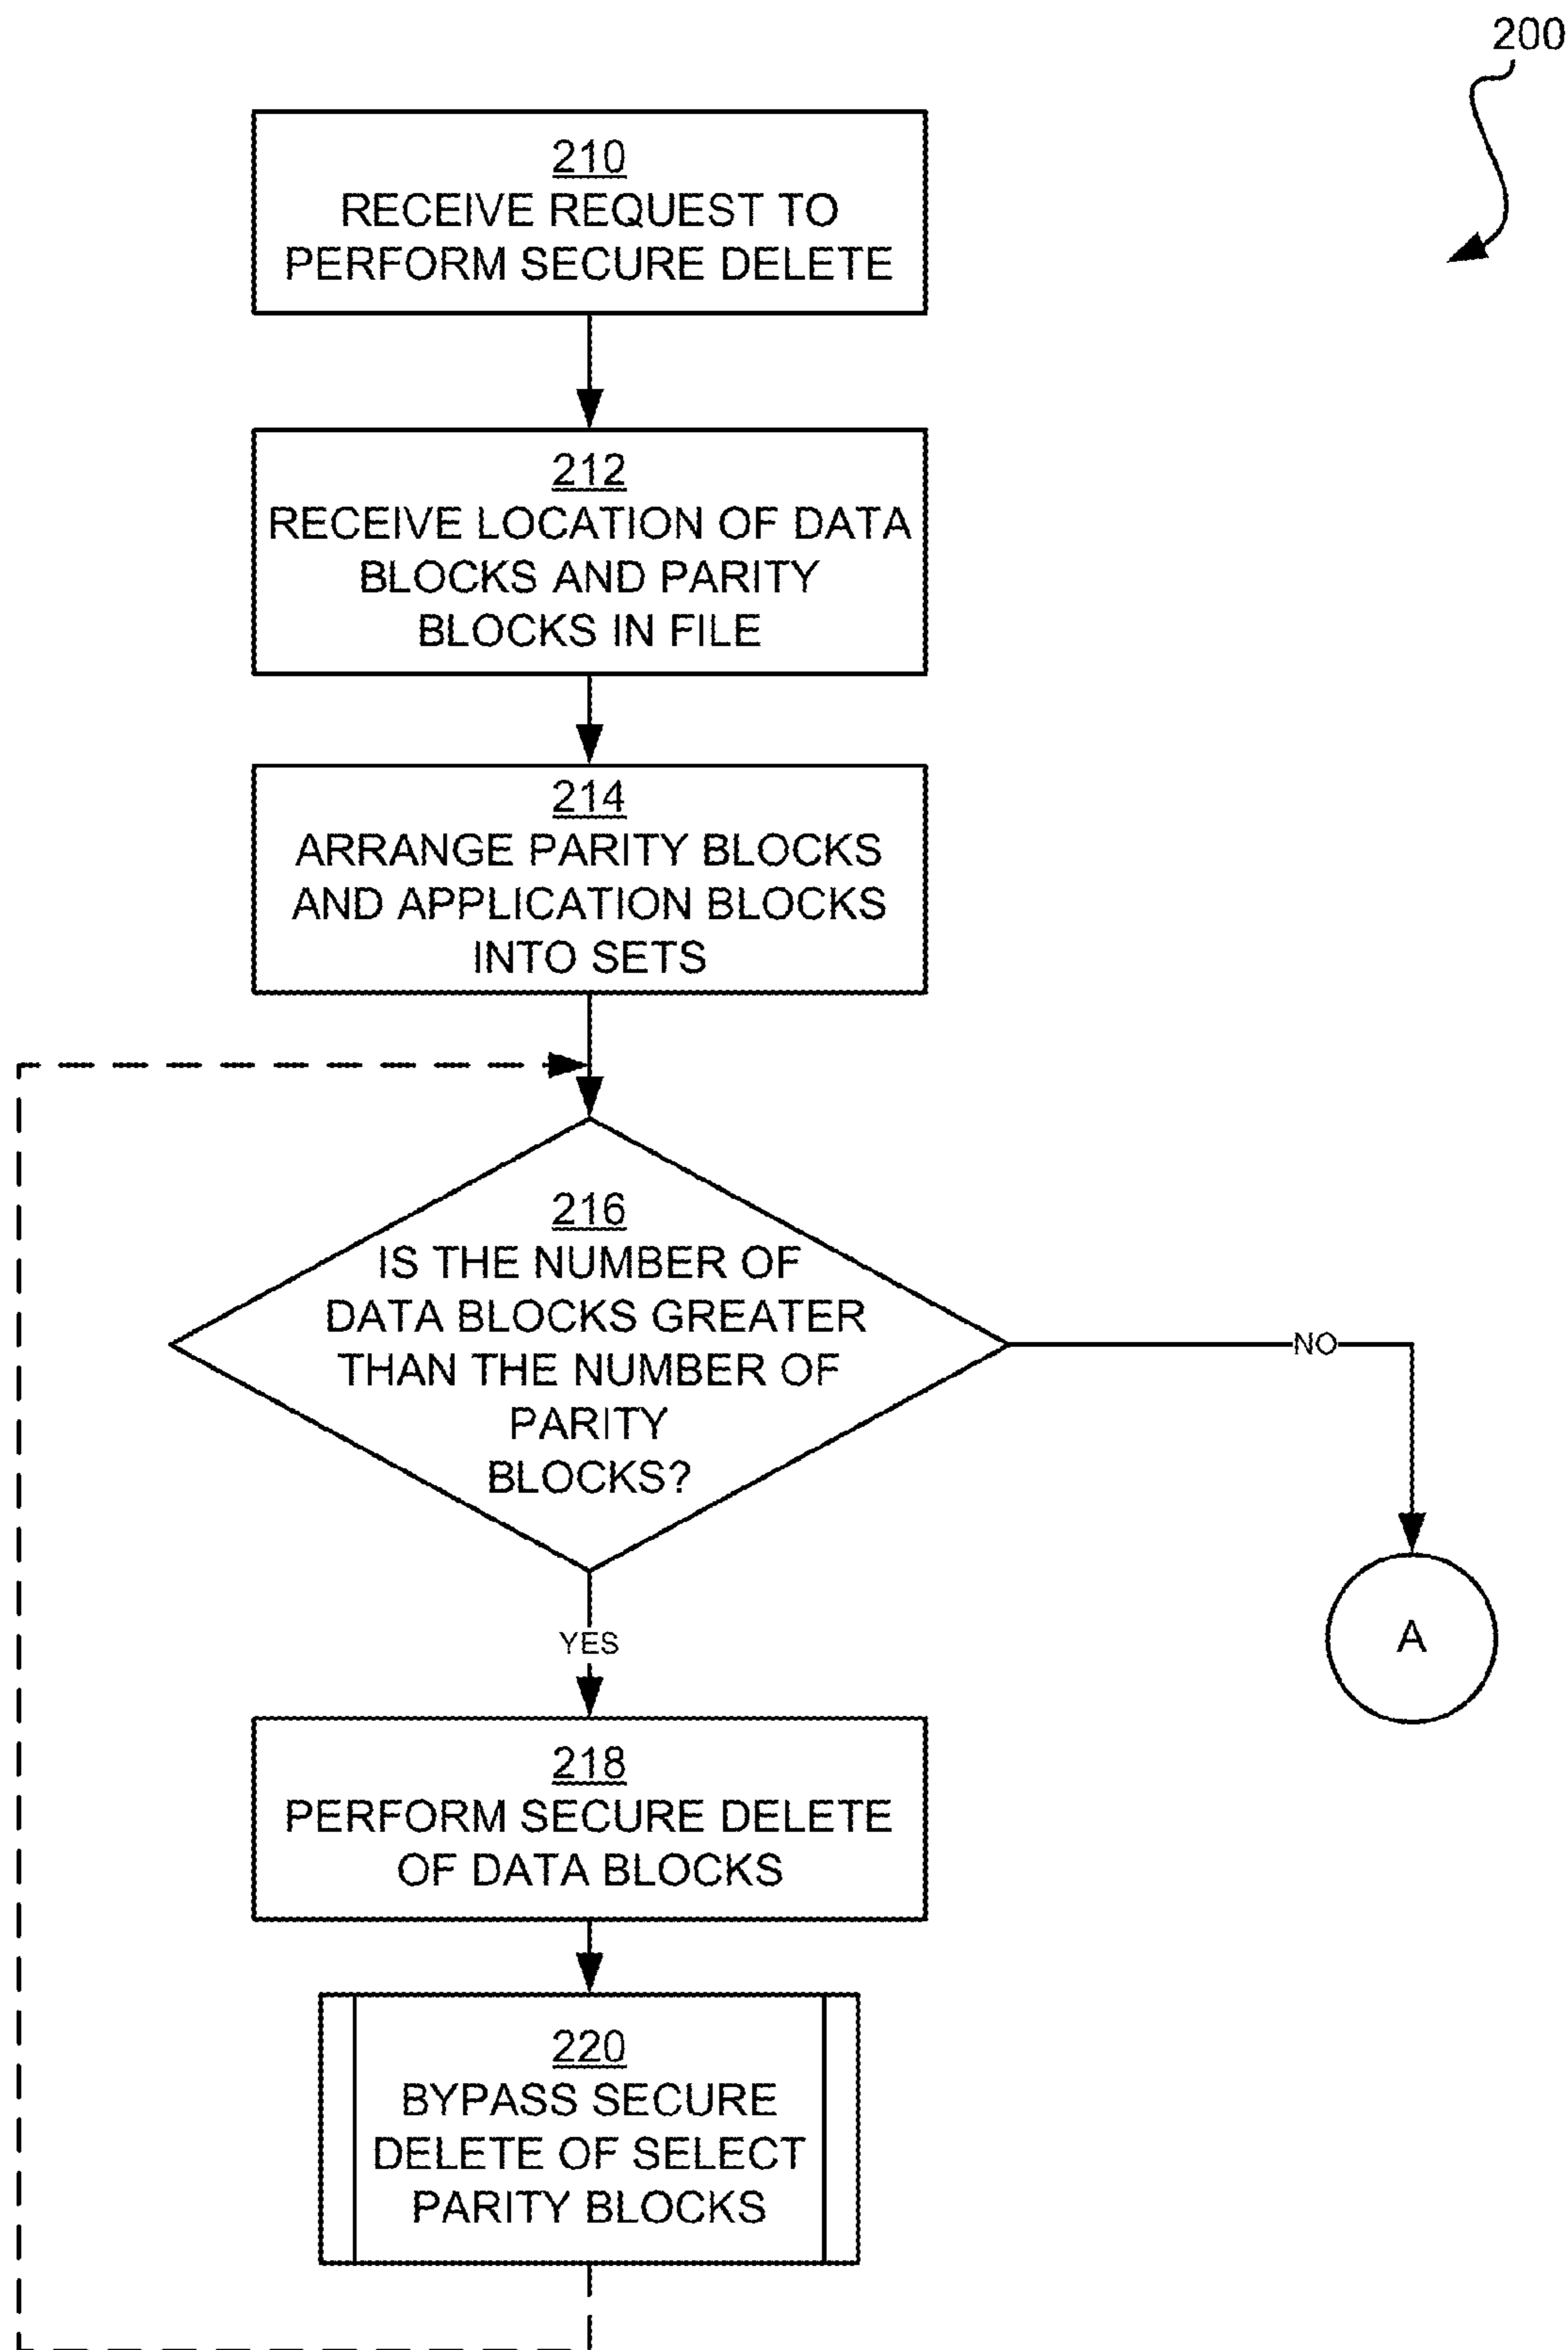 200
210
RECEIVE REQUEST TO
PERFORM SECURE DELETE
212
RECEIVE LOCATION OF DATA
BLOCKS AND PARITY
BLOCKS IN FILE
214
ARRANGE PARITY BLOCKS
AND APPLICATION BLOCKS
INTO SETS
216
IS THE NUMBER OF
DATA BLOCKS GREATER
THAN THE NUMBER OF
PARITY
BLOCKS?
NO
A
YES
218
PERFORM SECURE DELETE
OF DATA BLOCKS
220
BYPASS SECURE
DELETE OF SELECT
PARITY BLOCKS